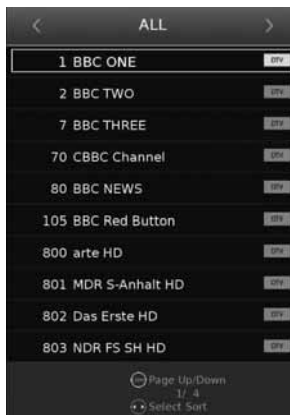 < ALL >
1 BBC ONE DTV
2 BBC TWO DTV
7 BBC THREE DTV
70 CBBC Channel DTV
80 BBC NEWS DTV
105 BBC Red Button DTV
800 arte HD DTV
801 MDR S-Anhalt HD DTV
802 Das Erste HD DTV
803 NDR FS SH HD DTV
Page Up/Down
1/ 4
Select Sort